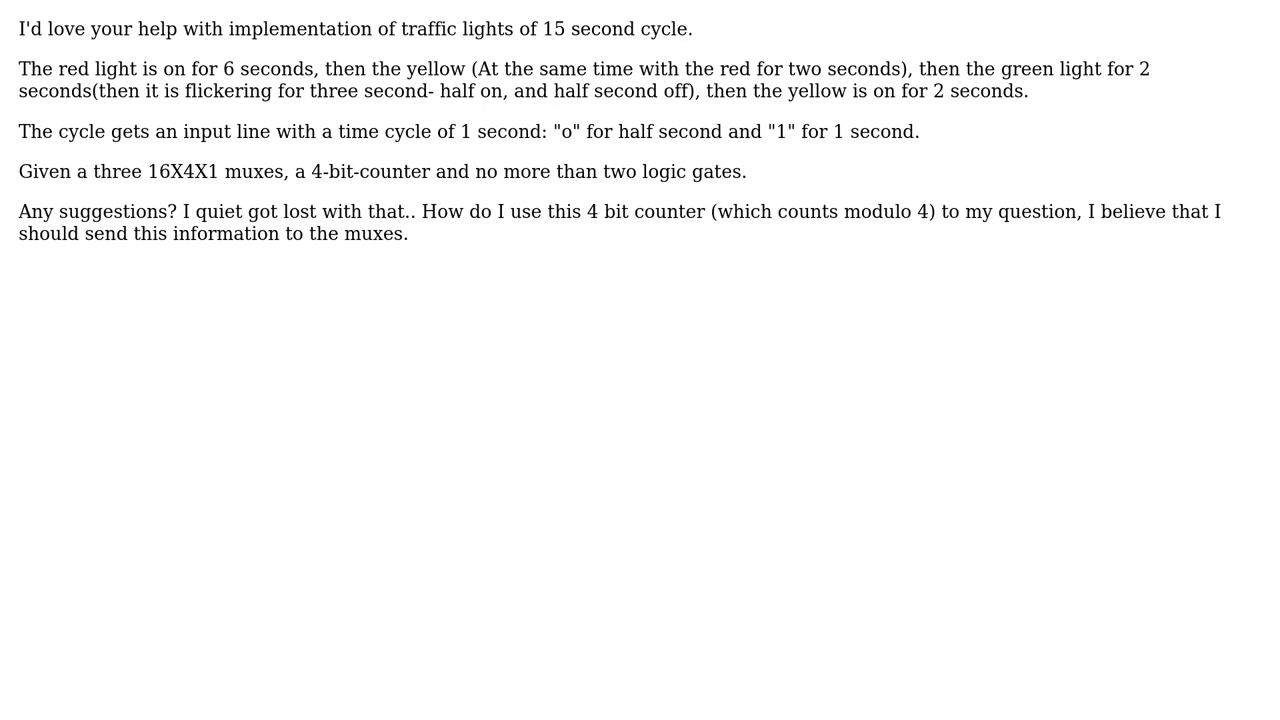 I'd love your help with implementation of traffic lights of 15 second cycle.
The red light is on for 6 seconds, then the yellow (At the same time with the red for two seconds), then the green light for 2
seconds(then it is flickering for three second- half on, and half second off), then the yellow is on for 2 seconds.
The cycle gets an input line with a time cycle of 1 second: "o" for half second and "1" for 1 second.
Given a three 16X4X1 muxes, a 4-bit-counter and no more than two logic gates.
Any suggestions? I quiet got lost with that.. How do I use this 4 bit counter (which counts modulo 4) to my question, I believe that I
should send this information to the muxes.